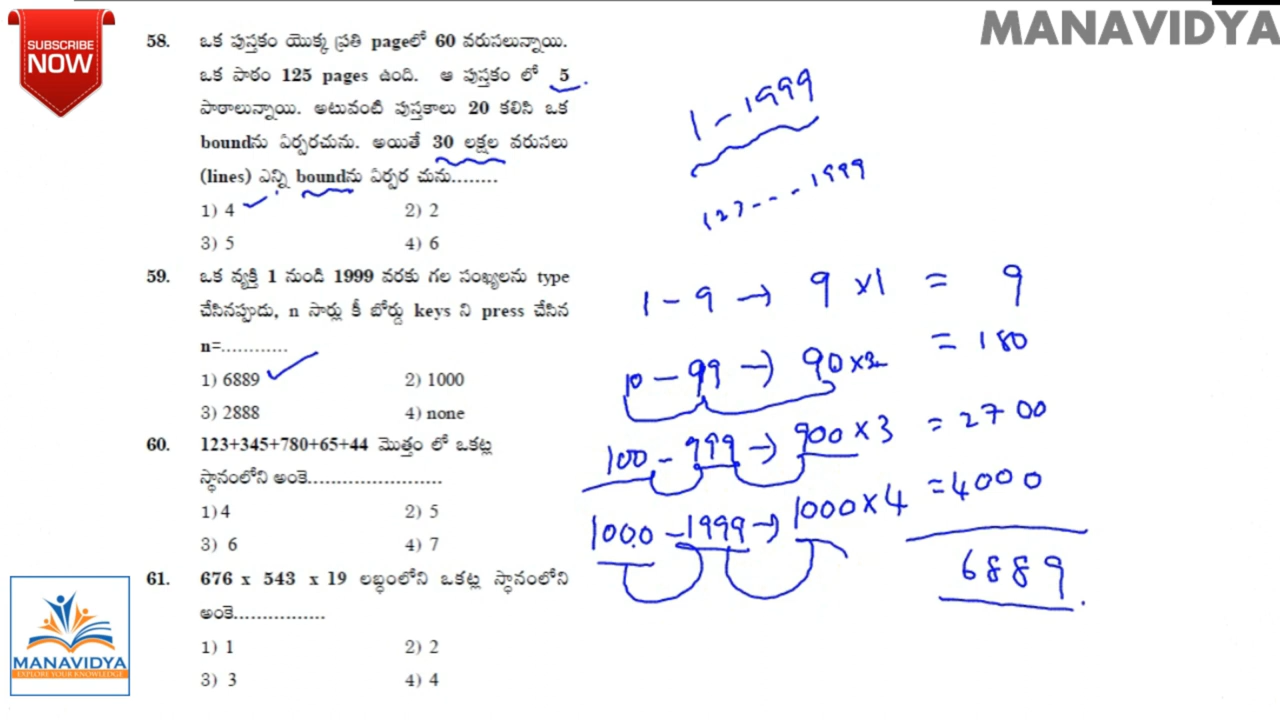 SUBSCRIBE
NOW
MANAVIDYA
58. ఒక పుస్తకం యొక్క ప్రతి pageలో 60 వరుసలున్నాయి.
ఒక పాఠం 125 pages ఉంది. ఆ పుస్తకం లో 5
పాఠాలున్నాయి. అటువంటి పుస్తకాలు 20 కలిసి ఒక
boundను ఏర్పరచును. అయితే 30 లక్షల వరుసలు
(lines) ఎన్ని boundను ఏర్పర చును........
1) 4 2) 2
3) 5 4) 6
59. ఒక వ్యక్తి 1 నుండి 1999 వరకు గల సంఖ్యలను type
చేసినప్పుడు, n సార్లు కీ బోర్డు keys ని press చేసిన
n=............
1) 6889 2) 1000
3) 2888 4) none
60. 123+345+780+65+44 మొత్తం లో ఒకట్ల
స్థానంలోని అంకె........................
1)4 2) 5
3) 6 4) 7
61. 676 x 543 x 19 లబ్ధంలోని ఒకట్ల స్థానంలోని
అంకె................
1) 1 2) 2
3) 3 4) 4
1 - 1999
123--- 1999
1 - 9 → 9 ×1 = 9
10 - 99 → 90 ×2 = 180
100 - 999 → 900 × 3 = 2700
1000 - 1999 → 1000 × 4 = 4000
6889
MANAVIDYA
EXPLORE YOUR KNOWLEDGE